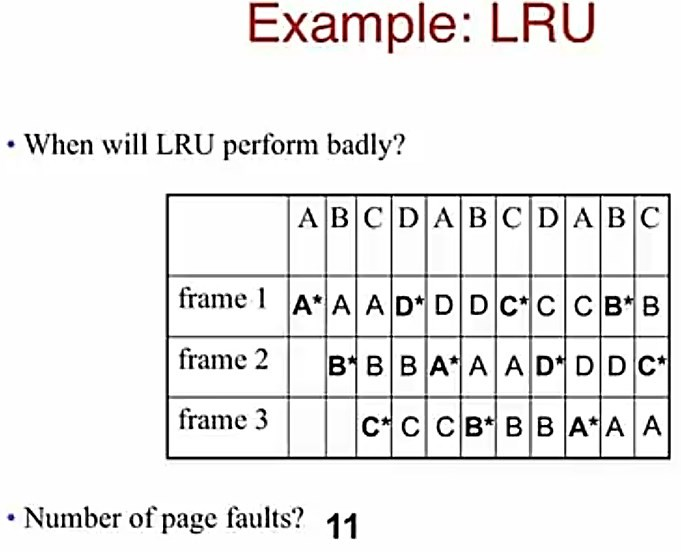 Example: LRU
• When will LRU perform badly?
A B C D A B C D A B C
frame 1 A* A A D* D D C* C C B* B
frame 2 B* B B A* A A D* D D C*
frame 3 C* C C B* B B A* A A
• Number of page faults? 11